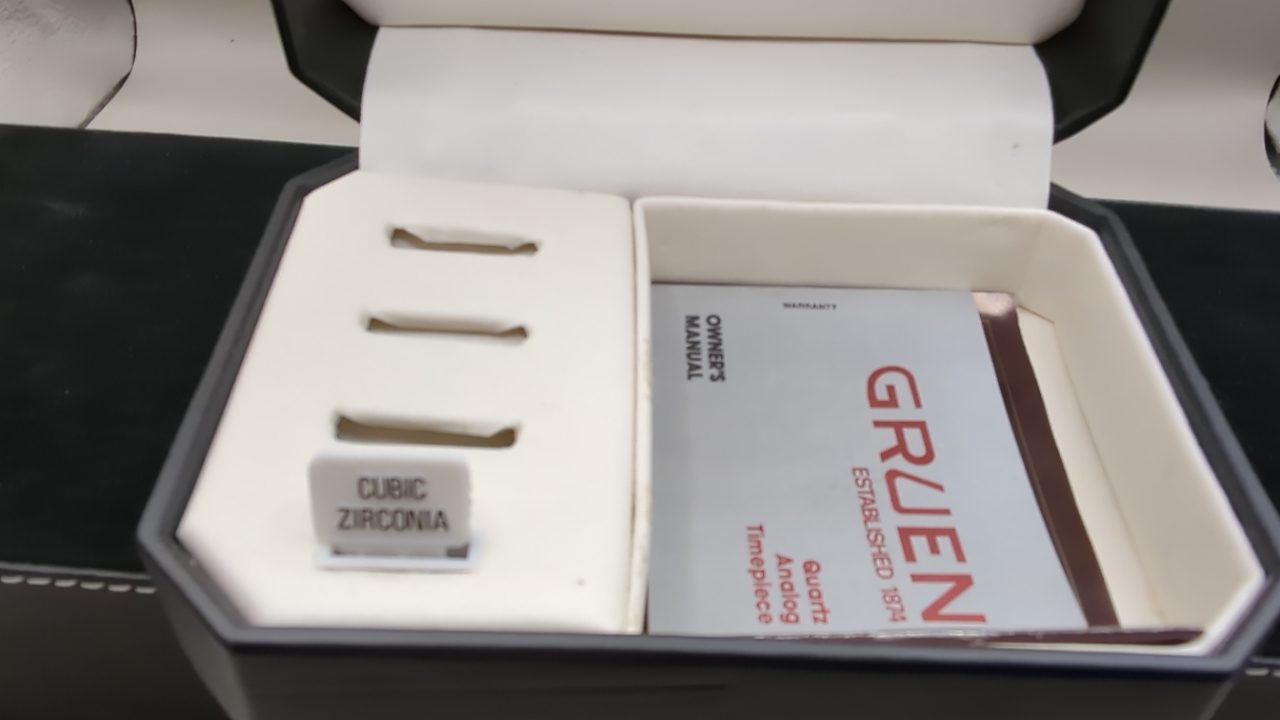 CUBIC
ZIRCONIA
WARRANTY
OWNER'S
MANUAL
GRUEN
ESTABLISHED 1874
Quartz
Analog
Timepiece